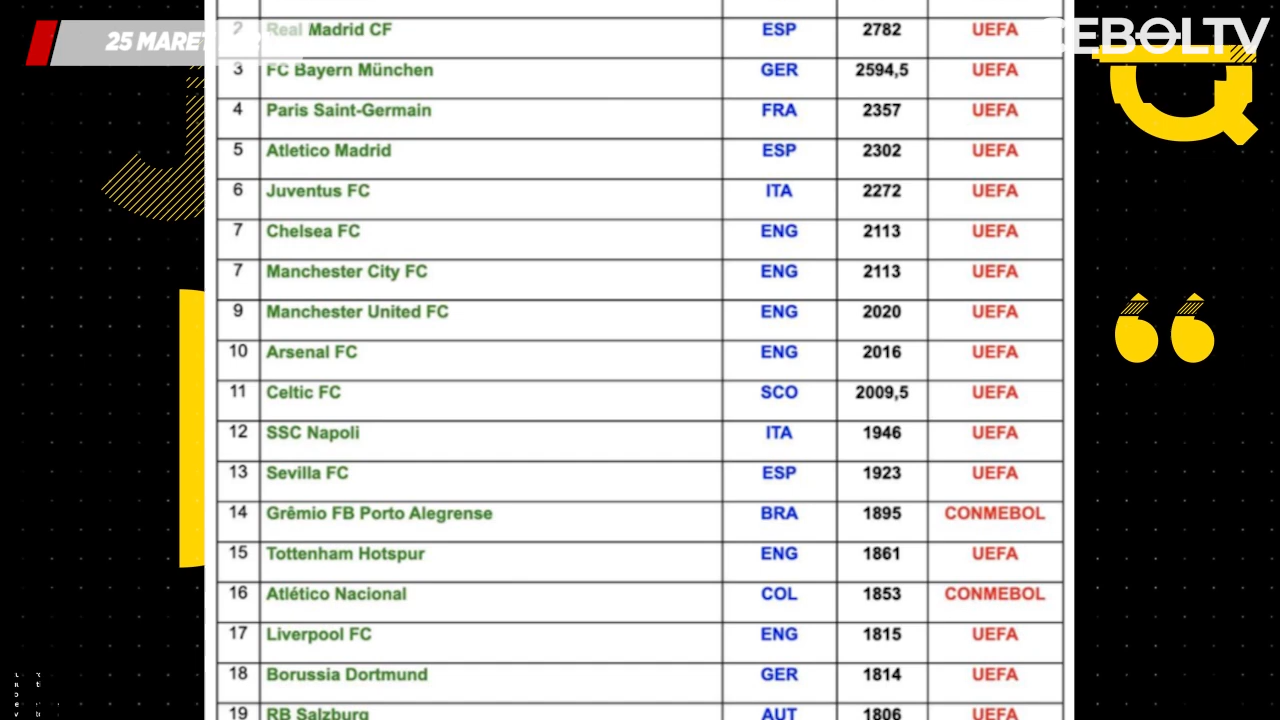 25 MARET
CEBOLTV
2 Real Madrid CF ESP 2782 UEFA
3 FC Bayern München GER 2594,5 UEFA
4 Paris Saint-Germain FRA 2357 UEFA
5 Atletico Madrid ESP 2302 UEFA
6 Juventus FC ITA 2272 UEFA
7 Chelsea FC ENG 2113 UEFA
7 Manchester City FC ENG 2113 UEFA
9 Manchester United FC ENG 2020 UEFA
10 Arsenal FC ENG 2016 UEFA
11 Celtic FC SCO 2009,5 UEFA
12 SSC Napoli ITA 1946 UEFA
13 Sevilla FC ESP 1923 UEFA
14 Grêmio FB Porto Alegrense BRA 1895 CONMEBOL
15 Tottenham Hotspur ENG 1861 UEFA
16 Atlético Nacional COL 1853 CONMEBOL
17 Liverpool FC ENG 1815 UEFA
18 Borussia Dortmund GER 1814 UEFA
19 RB Salzburg AUT 1806 UEFA